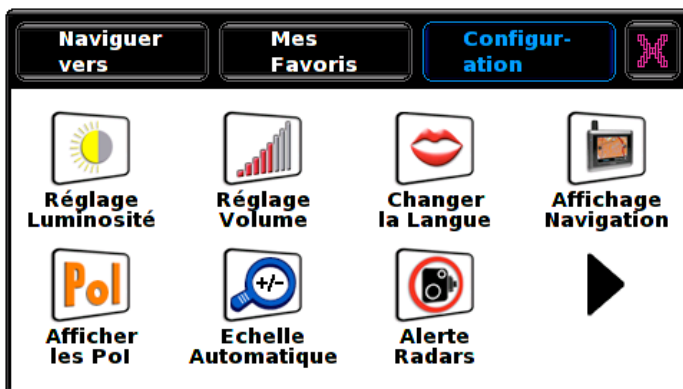 Naviguer
vers
Mes
Favoris
Configur-
ation
Réglage
Luminosité
Réglage
Volume
Changer
la Langue
Affichage
Navigation
PoI
+/-
Afficher
les PoI
Echelle
Automatique
Alerte
Radars